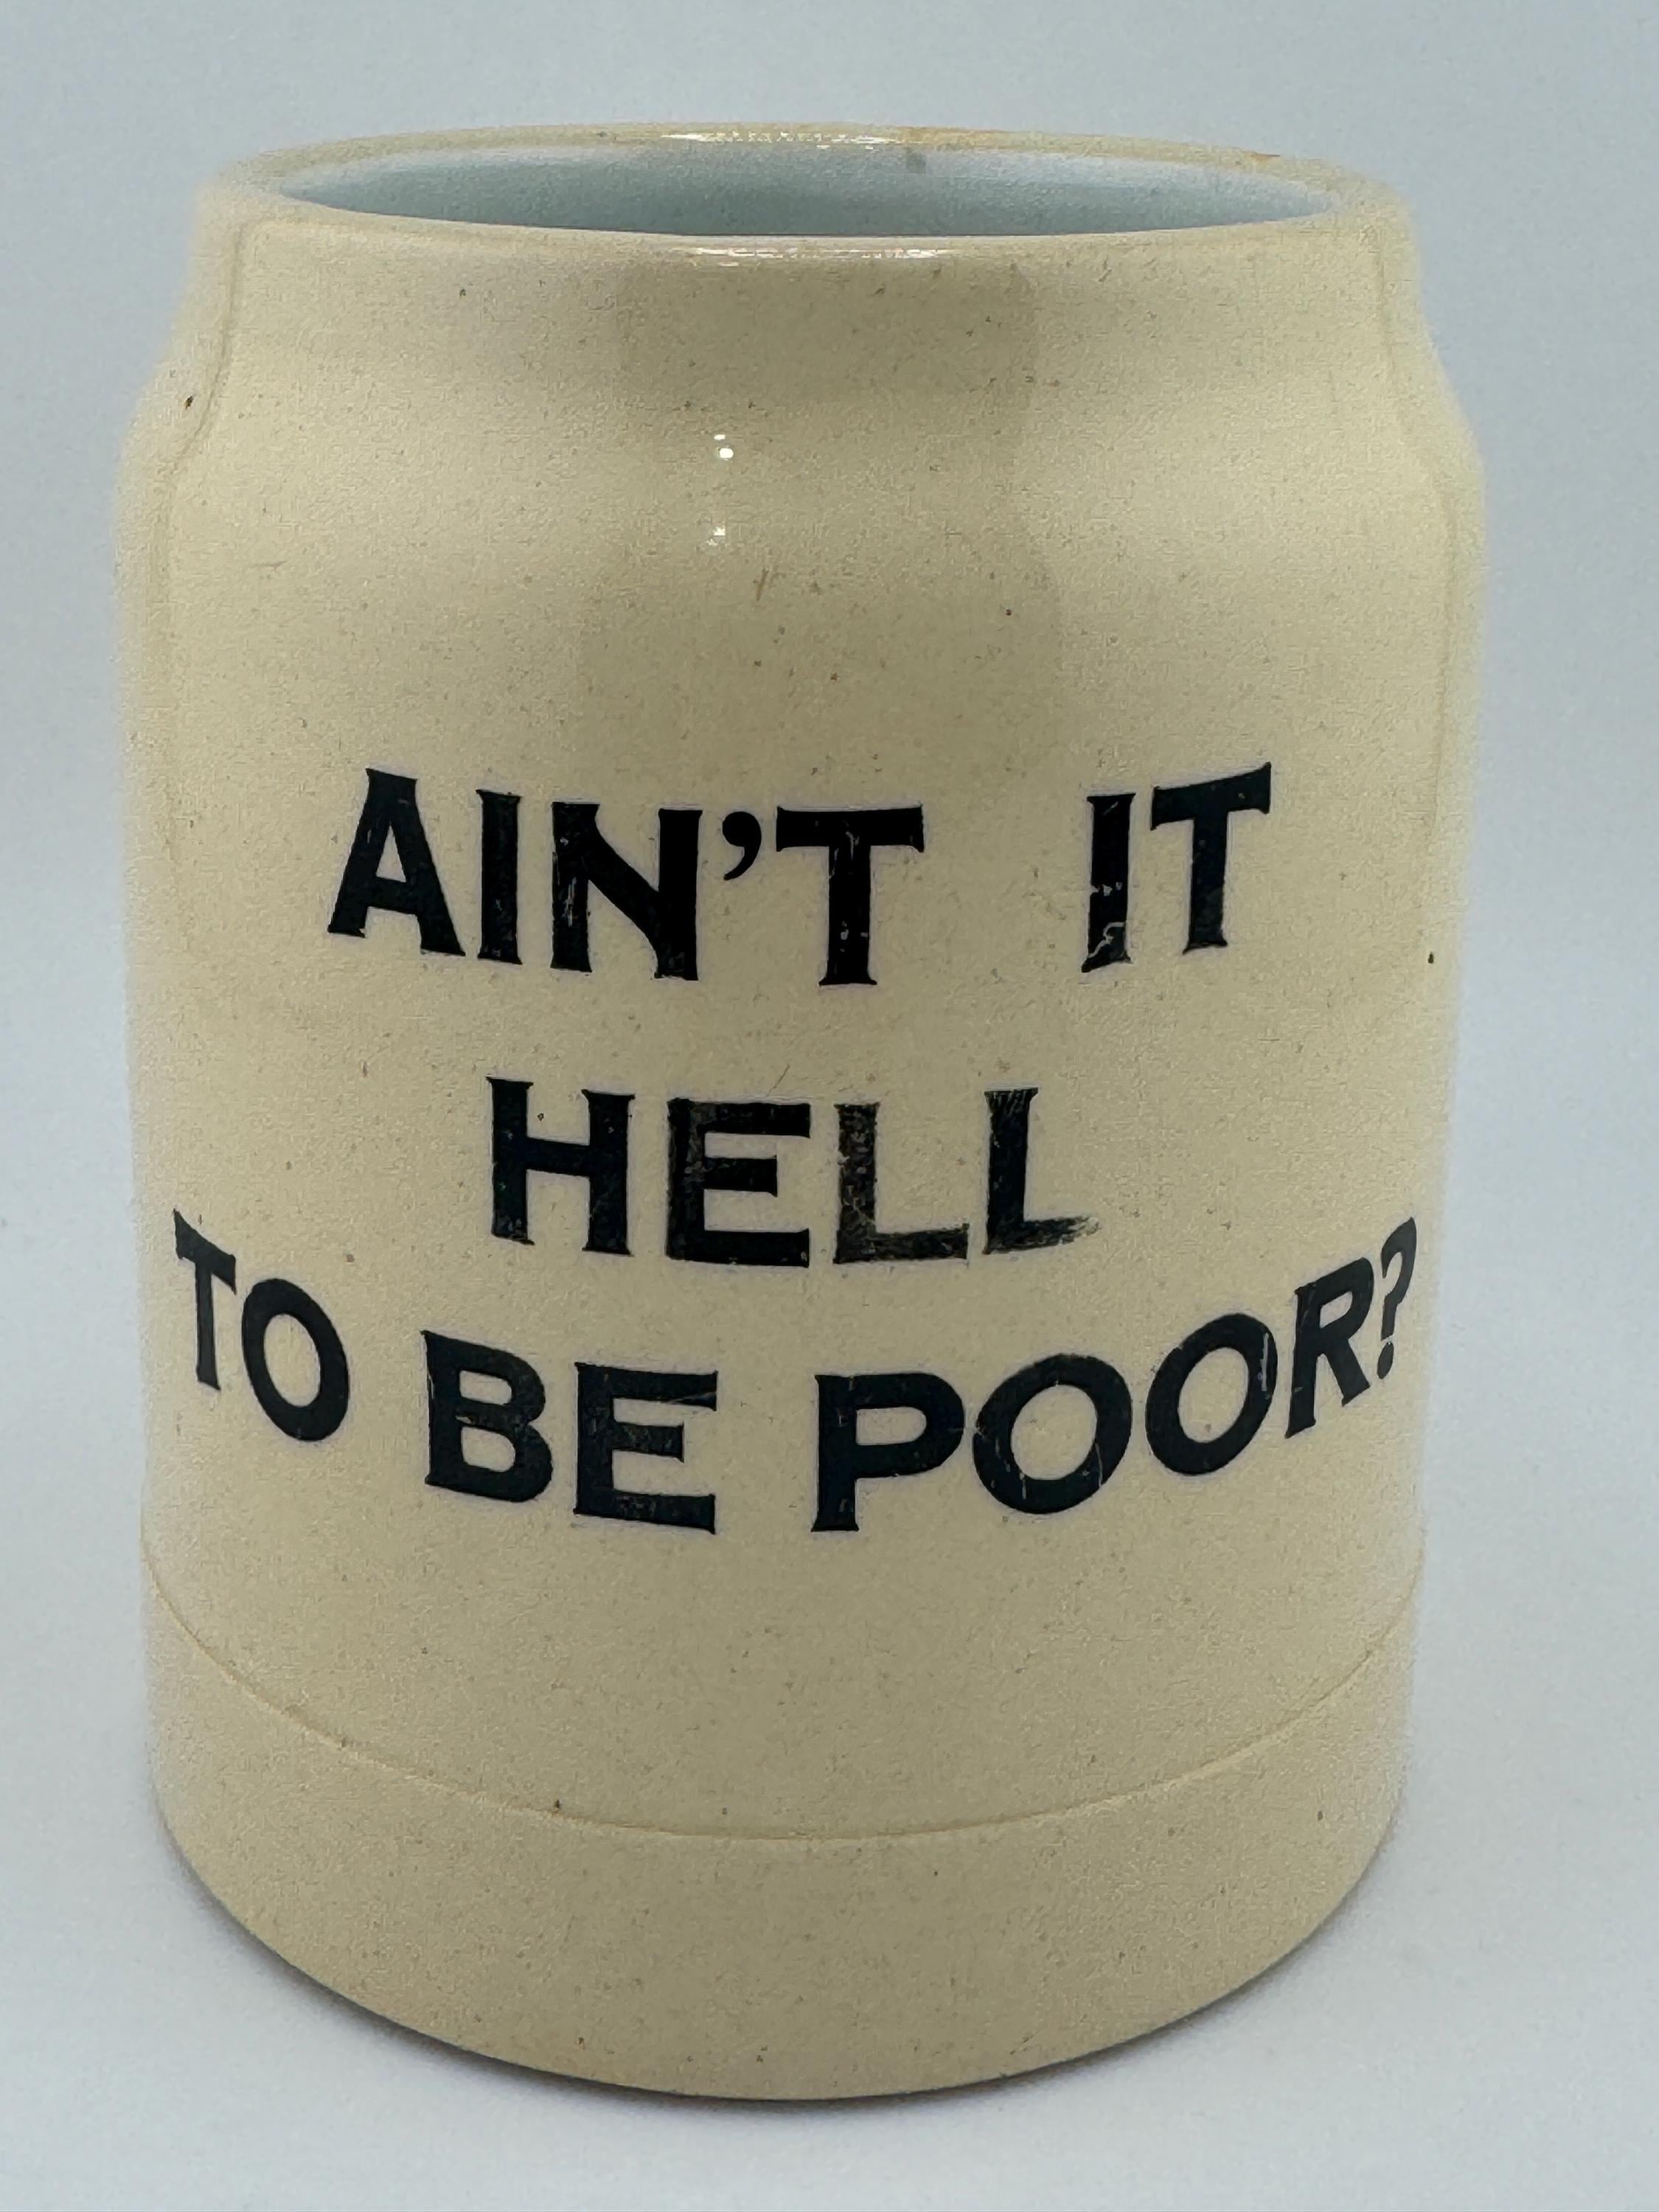 AIN'T IT
HELL
TO BE POOR?